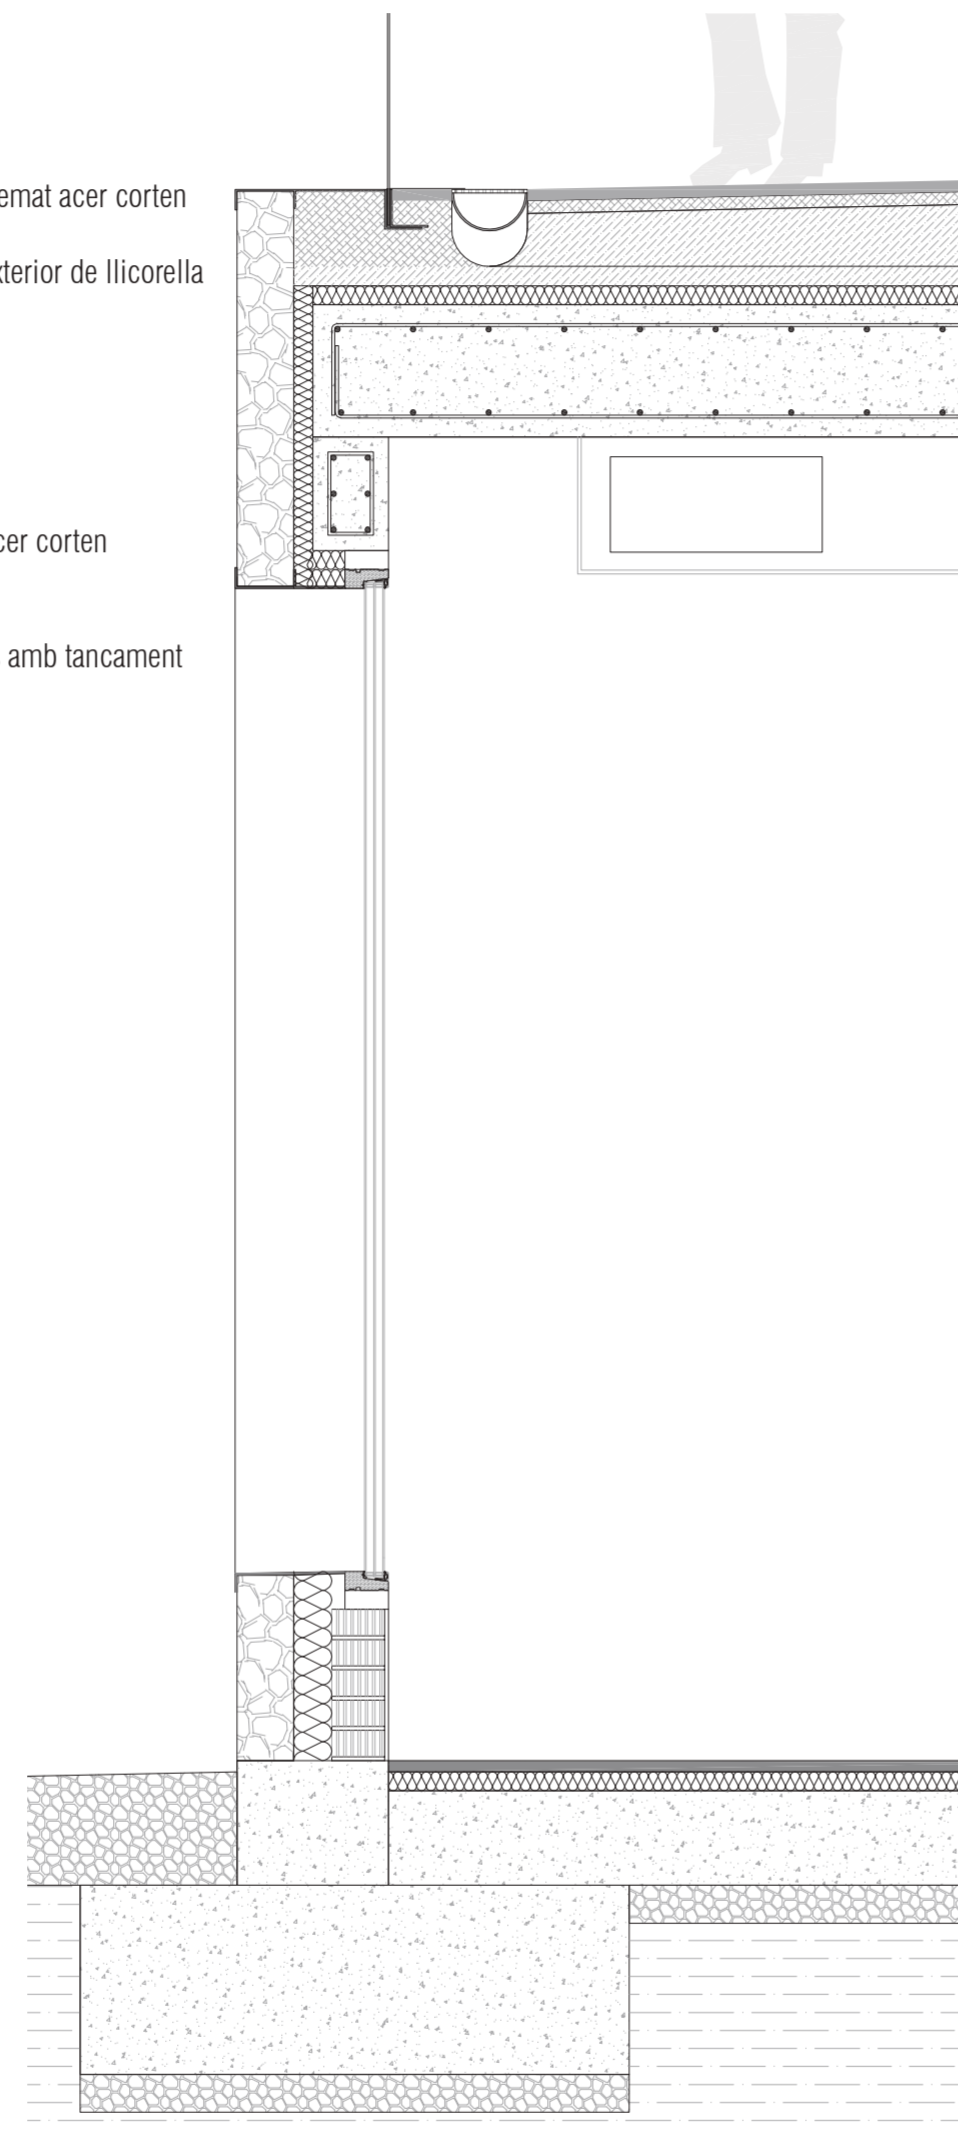 emat acer corten
xterior de llicorella
cer corten
amb tancament